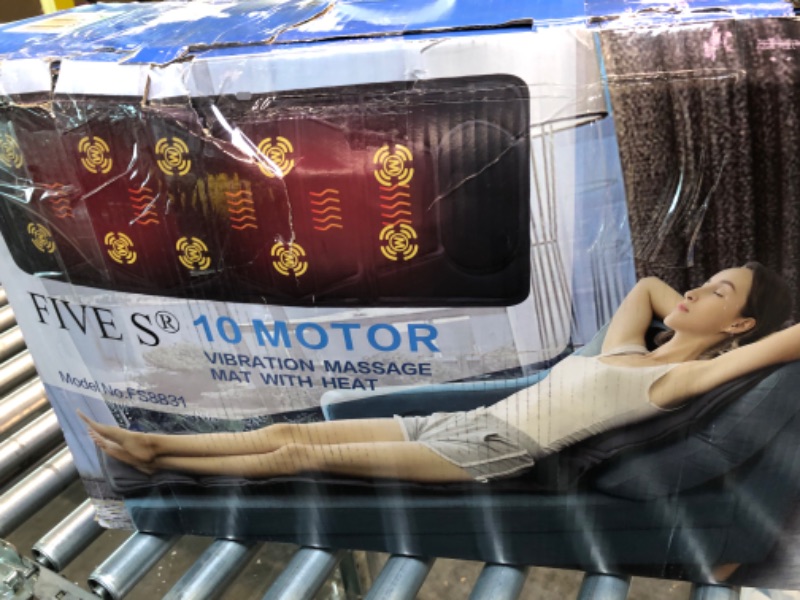 FIVE S® 10 MOTOR
VIBRATION MASSAGE
MAT WITH HEAT
Model No:FS8831